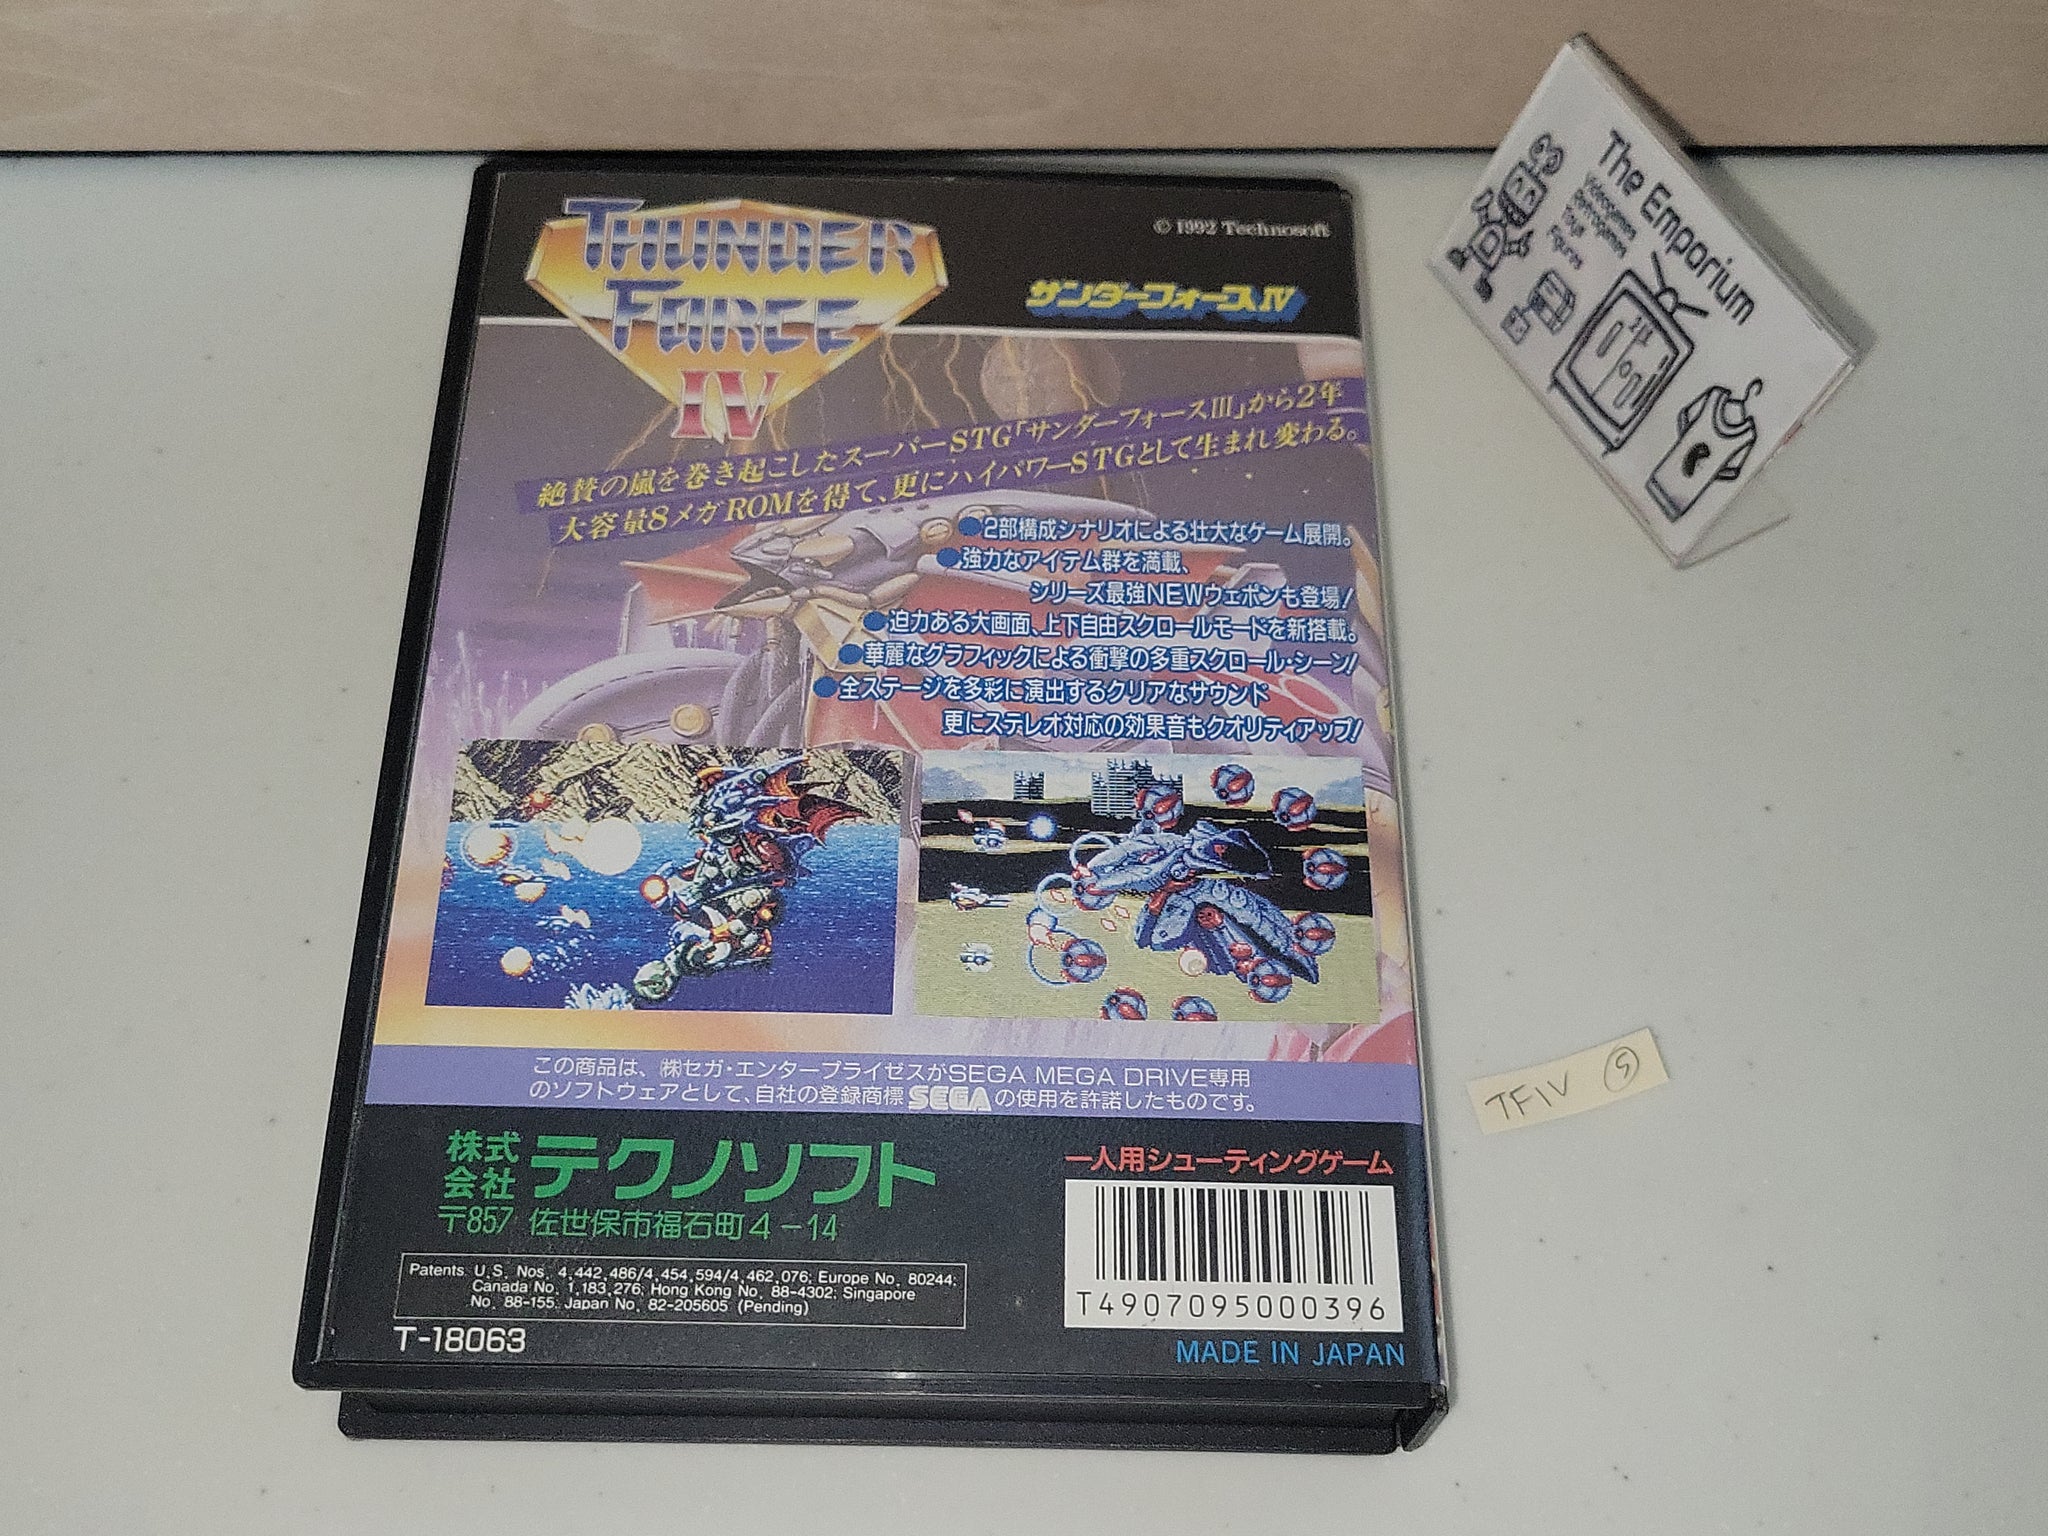 THUNDER
FORCE
IV
© 1992 Technosoft
サンダーフォースIV
絶賛の嵐を巻き起こしたスーパーSTG「サンダーフォースIII」から2年
大容量8メガROMを得て、更にハイパワーSTGとして生まれ変わる。
●2部構成シナリオによる壮大なゲーム展開。
●強力なアイテム群を満載、
シリーズ最強NEWウェポンも登場!
●迫力ある大画面、上下自由スクロールモードを新搭載。
●華麗なグラフィックによる衝撃の多重スクロール・シーン!
●全ステージを多彩に演出するクリアなサウンド
更にステレオ対応の効果音もクオリティアップ!
この商品は、㈱セガ・エンタープライゼスがSEGA MEGA DRIVE専用
のソフトウェアとして、自社の登録商標 SEGA の使用を許諾したものです。
株式会社 テクノソフト
〒857 佐世保市福石町4-14
Patents: U.S. Nos. 4,442,486/4,454,594/4,462,076; Europe No. 80244;
Canada No. 1,183,276; Hong Kong No. 88-4302; Singapore
No. 88-155. Japan No. 82-205605 (Pending)
T-18063
一人用シューティングゲーム
T4907095000396
MADE IN JAPAN
The Emporium
Videogames
Retrogames
Toys
TFIV ⑤